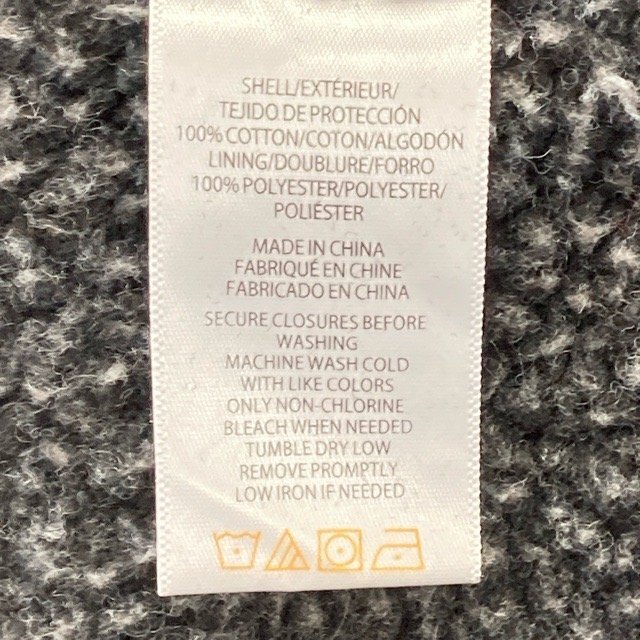 SHELL/EXTÉRIEUR/
TEJIDO DE PROTECCIÓN
100% COTTON/COTON/ALGODÓN
LINING/DOUBLURE/FORRO
100% POLYESTER/POLYESTER/
POLIÉSTER
MADE IN CHINA
FABRIQUÉ EN CHINE
FABRICADO EN CHINA
SECURE CLOSURES BEFORE
WASHING
MACHINE WASH COLD
WITH LIKE COLORS
ONLY NON-CHLORINE
BLEACH WHEN NEEDED
TUMBLE DRY LOW
REMOVE PROMPTLY
LOW IRON IF NEEDED